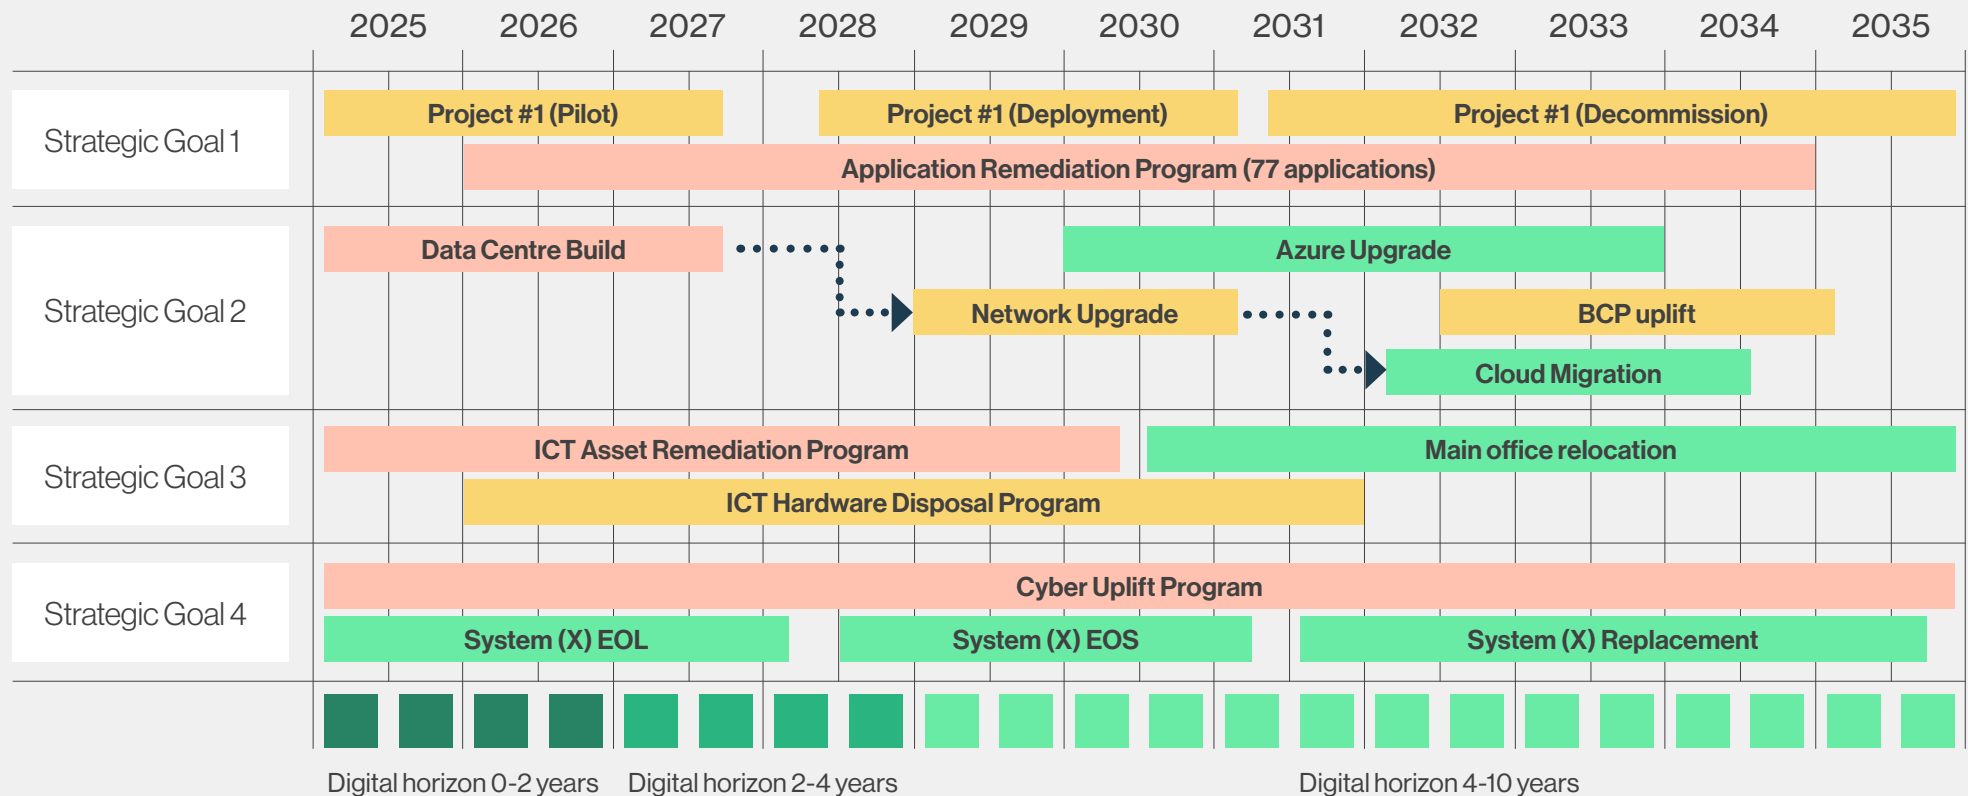 2025 2026 2027 2028 2029 2030 2031 2032 2033 2034 2035
Strategic Goal 1
Project #1 (Pilot)
Project #1 (Deployment)
Project #1 (Decommission)
Application Remediation Program (77 applications)
Strategic Goal 2
Data Centre Build
Azure Upgrade
Network Upgrade
BCP uplift
Cloud Migration
Strategic Goal 3
ICT Asset Remediation Program
Main office relocation
ICT Hardware Disposal Program
Strategic Goal 4
Cyber Uplift Program
System (X) EOL
System (X) EOS
System (X) Replacement
Digital horizon 0-2 years
Digital horizon 2-4 years
Digital horizon 4-10 years